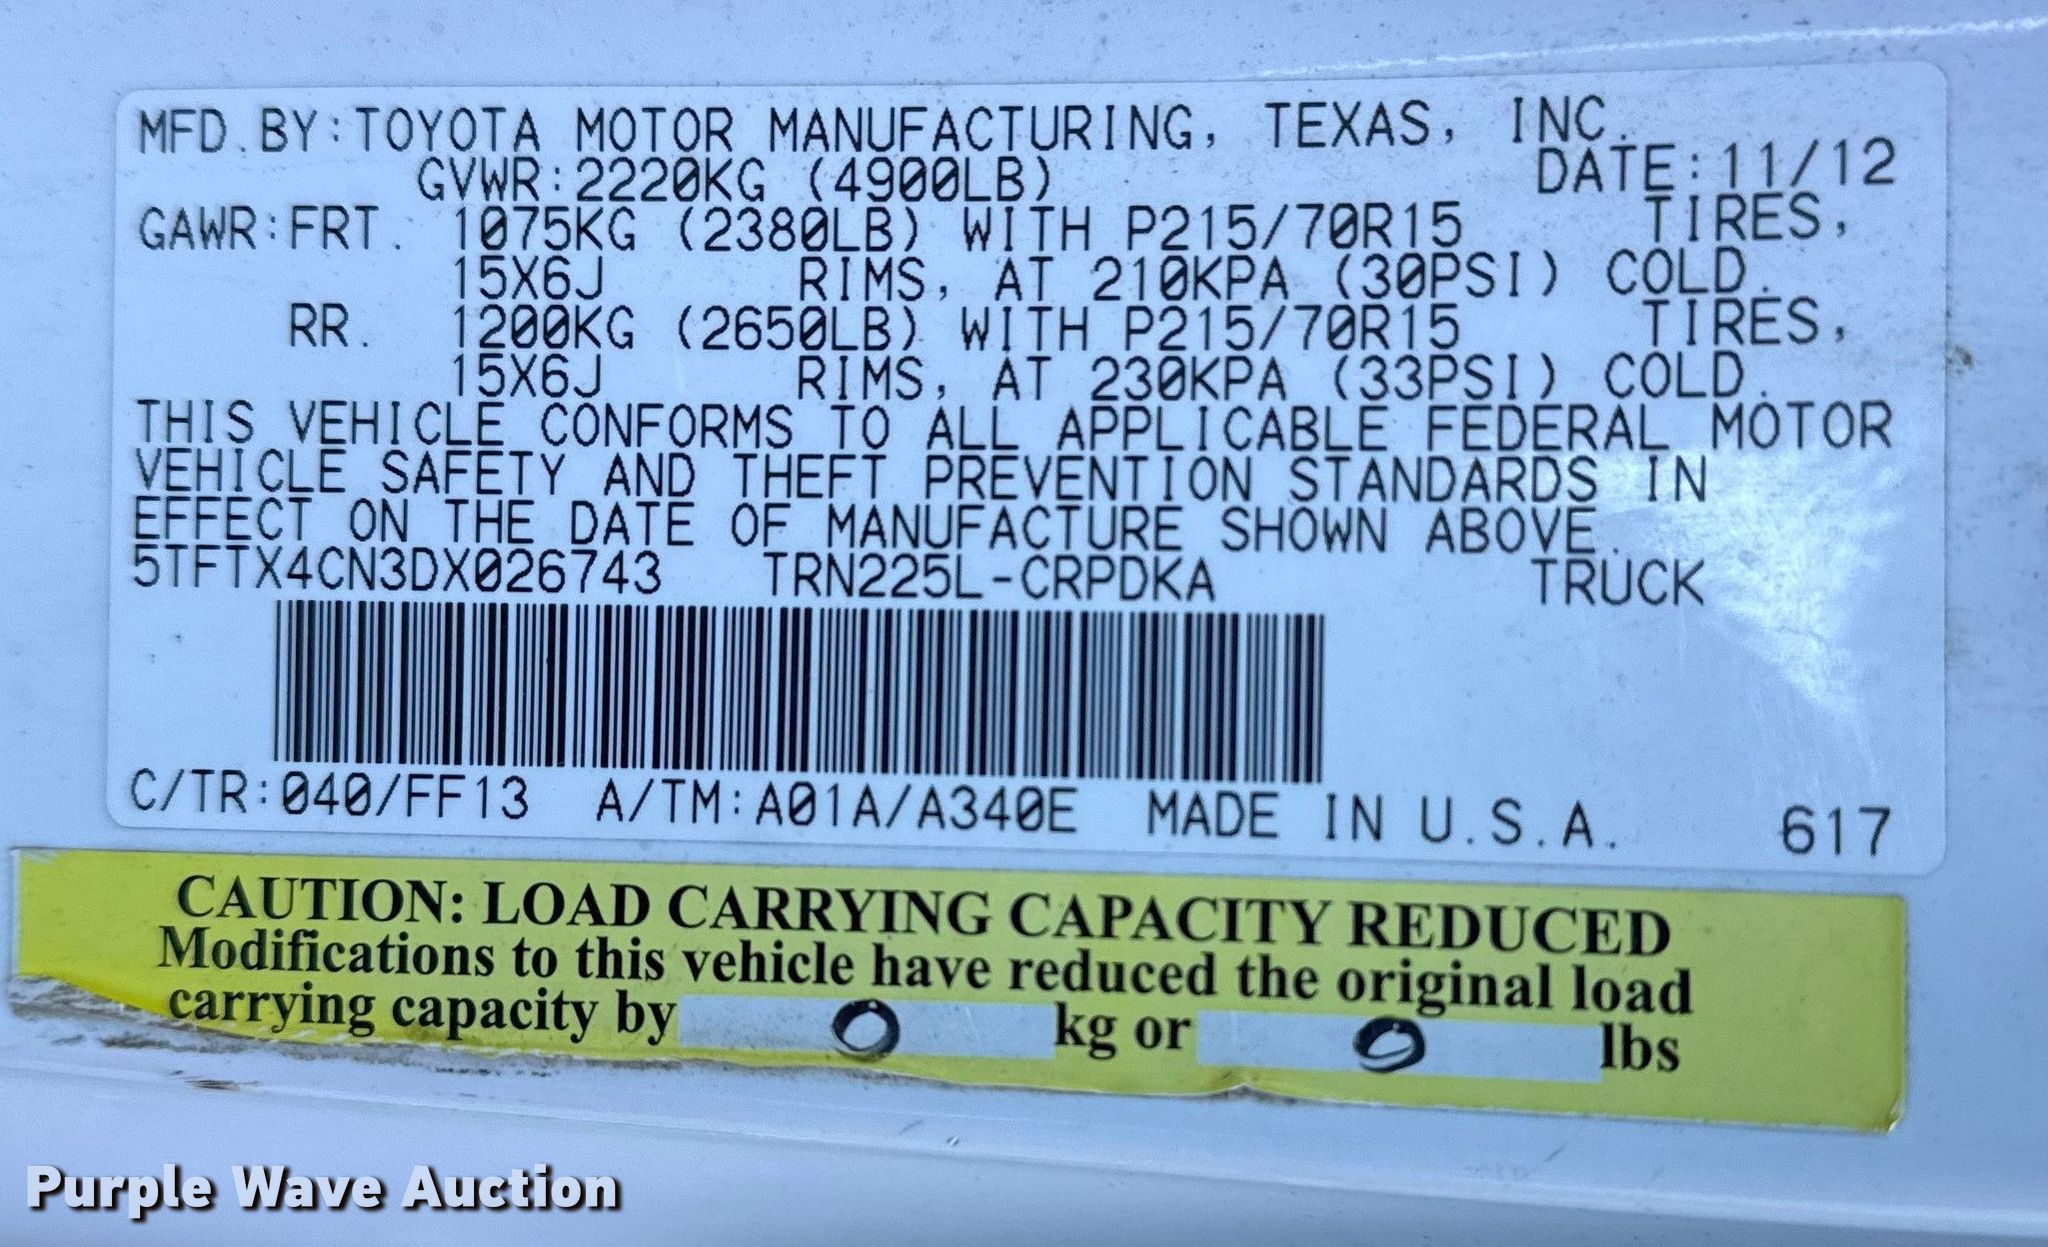 MFD.BY:TOYOTA MOTOR MANUFACTURING, TEXAS, INC.
GVWR:2220KG (4900LB) DATE:11/12
GAWR:FRT. 1075KG (2380LB) WITH P215/70R15 TIRES,
15X6J RIMS, AT 210KPA (30PSI) COLD.
RR. 1200KG (2650LB) WITH P215/70R15 TIRES,
15X6J RIMS, AT 230KPA (33PSI) COLD.
THIS VEHICLE CONFORMS TO ALL APPLICABLE FEDERAL MOTOR
VEHICLE SAFETY AND THEFT PREVENTION STANDARDS IN
EFFECT ON THE DATE OF MANUFACTURE SHOWN ABOVE.
5TFTX4CN3DX026743 TRN225L-CRPDKA TRUCK
C/TR:040/FF13 A/TM:A01A/A340E MADE IN U.S.A. 617
CAUTION: LOAD CARRYING CAPACITY REDUCED
Modifications to this vehicle have reduced the original load
carrying capacity by 0 kg or 0 lbs
Purple Wave Auction